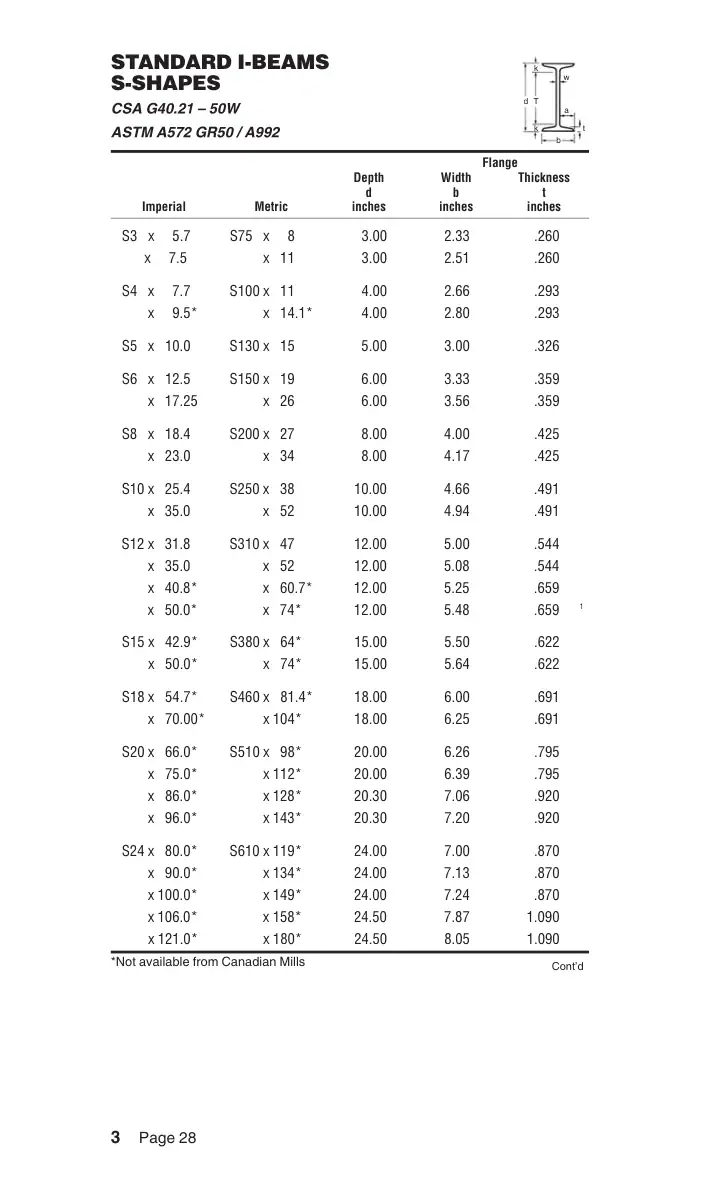 STANDARD I-BEAMS
S-SHAPES
CSA G40.21 – 50W
ASTM A572 GR50 / A992
k
w
d T
a
k
t
b
Flange
Depth Width Thickness
d b t
Imperial Metric inches inches inches
S3 x 5.7 S75 x 8 3.00 2.33 .260
x 7.5 x 11 3.00 2.51 .260
S4 x 7.7 S100 x 11 4.00 2.66 .293
x 9.5* x 14.1* 4.00 2.80 .293
S5 x 10.0 S130 x 15 5.00 3.00 .326
S6 x 12.5 S150 x 19 6.00 3.33 .359
x 17.25 x 26 6.00 3.56 .359
S8 x 18.4 S200 x 27 8.00 4.00 .425
x 23.0 x 34 8.00 4.17 .425
S10 x 25.4 S250 x 38 10.00 4.66 .491
x 35.0 x 52 10.00 4.94 .491
S12 x 31.8 S310 x 47 12.00 5.00 .544
x 35.0 x 52 12.00 5.08 .544
x 40.8* x 60.7* 12.00 5.25 .659
x 50.0* x 74* 12.00 5.48 .659 1
S15 x 42.9* S380 x 64* 15.00 5.50 .622
x 50.0* x 74* 15.00 5.64 .622
S18 x 54.7* S460 x 81.4* 18.00 6.00 .691
x 70.00* x 104* 18.00 6.25 .691
S20 x 66.0* S510 x 98* 20.00 6.26 .795
x 75.0* x 112* 20.00 6.39 .795
x 86.0* x 128* 20.30 7.06 .920
x 96.0* x 143* 20.30 7.20 .920
S24 x 80.0* S610 x 119* 24.00 7.00 .870
x 90.0* x 134* 24.00 7.13 .870
x 100.0* x 149* 24.00 7.24 .870
x 106.0* x 158* 24.50 7.87 1.090
x 121.0* x 180* 24.50 8.05 1.090
*Not available from Canadian Mills Cont'd
3 Page 28